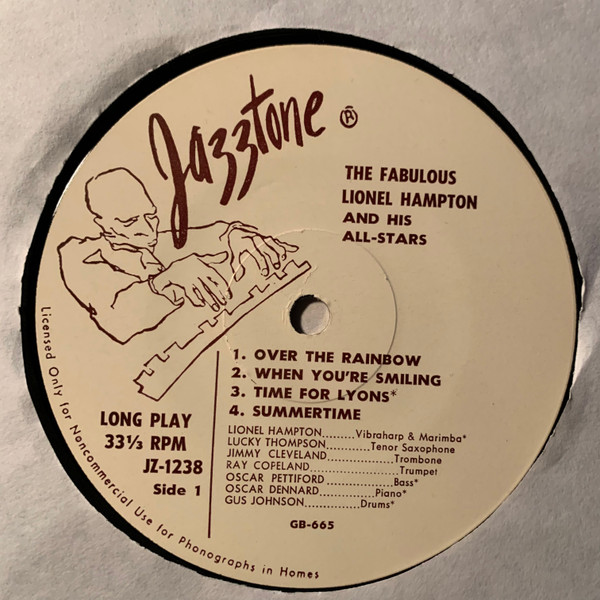 Jazztone ®
THE FABULOUS
LIONEL HAMPTON
AND HIS
ALL-STARS
1. OVER THE RAINBOW
2. WHEN YOU'RE SMILING
3. TIME FOR LYONS*
4. SUMMERTIME
LONG PLAY
33⅓ RPM
JZ-1238
Side 1
LIONEL HAMPTON........Vibraharp & Marimba*
LUCKY THOMPSON...........Tenor Saxophone
JIMMY CLEVELAND.................Trombone
RAY COPELAND......................Trumpet
OSCAR PETTIFORD...................Bass*
OSCAR DENNARD................Piano*
GUS JOHNSON...................Drums*
GB-665
Licensed Only for Noncommercial Use for Phonographs in Homes